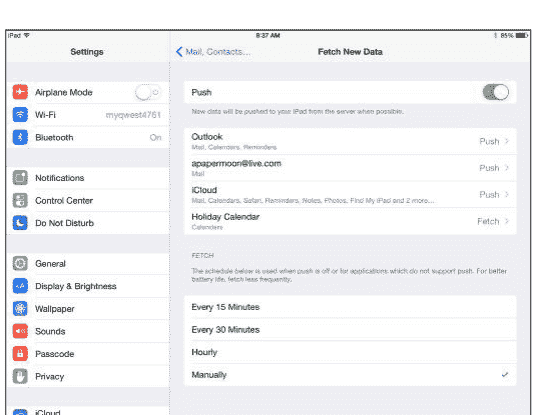 iPad
9:37 AM
85%
Settings
Mail, Contacts...
Fetch New Data
Airplane Mode
Wi-Fi
myqwest4761
Bluetooth
On
Notifications
Control Center
Do Not Disturb
General
Display & Brightness
Wallpaper
Sounds
Passcode
Privacy
iCloud
Push
New data will be pushed to your iPad from the server when possible.
Outlook
Mail, Calendars, Reminders
Push
apapermoon@live.com
Mail
Push
iCloud
Mail, Calendars, Safari, Reminders, Notes, Photos, Find My iPad and 2 more...
Push
Holiday Calendar
Calendars
Fetch
FETCH
The schedule below is used when push is off or for applications which do not support push. For better
battery life, fetch less frequently.
Every 15 Minutes
Every 30 Minutes
Hourly
Manually